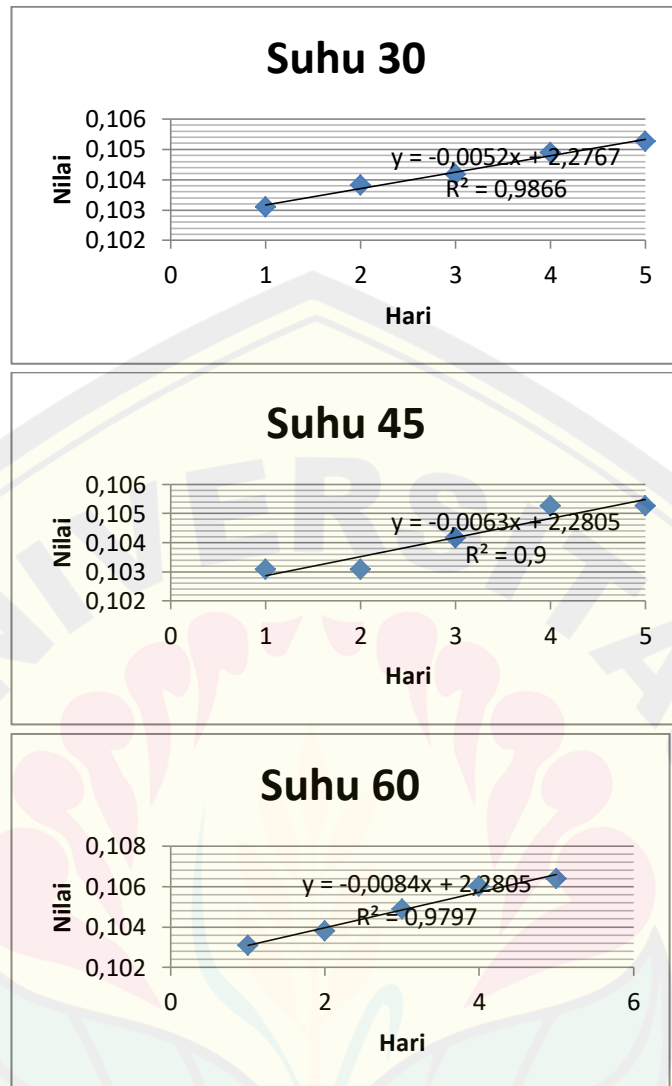 Suhu 30
0,106
0,105
0,104
0,103
0,102
Nilai
y = -0,0052x + 2,2767
R² = 0,9866
0 1 2 3 4 5
Hari
Suhu 45
0,106
0,105
0,104
0,103
0,102
Nilai
y = -0,0063x + 2,2805
R² = 0,9
0 1 2 3 4 5
Hari
Suhu 60
0,108
0,106
0,104
0,102
Nilai
y = -0,0084x + 2,2805
R² = 0,9797
0 2 4 6
Hari
NIVERSITA